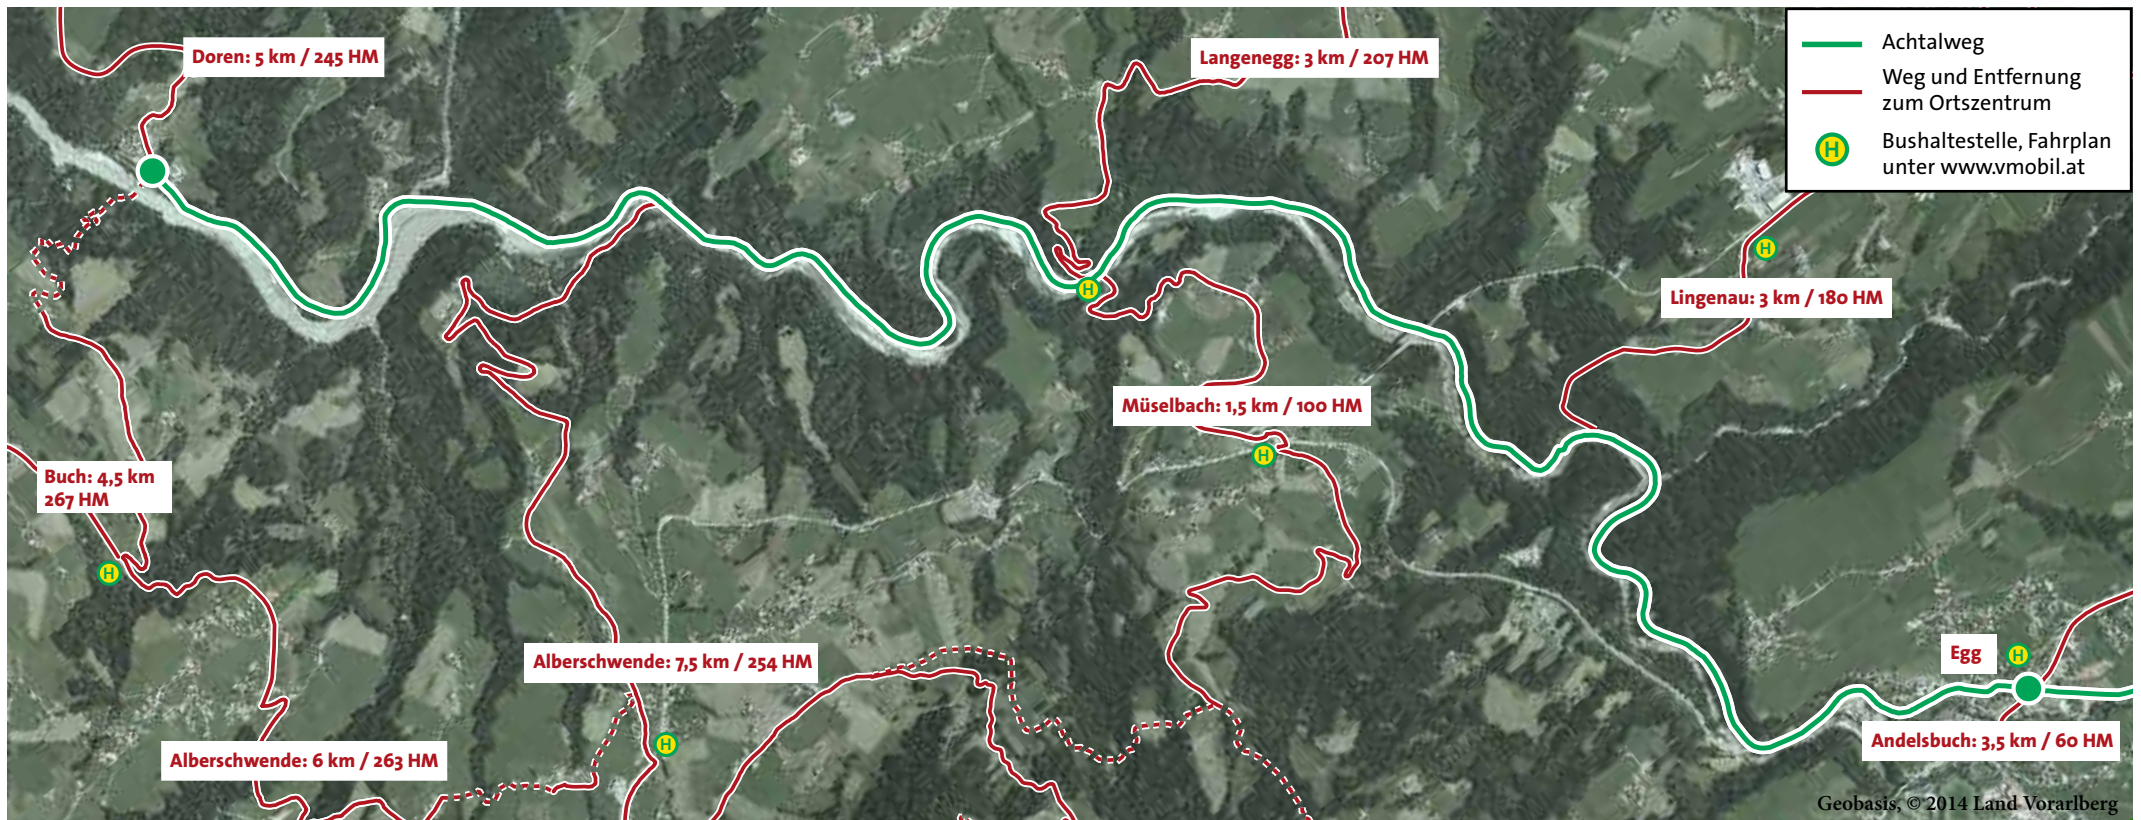 Doren: 5 km / 245 HM
Langenegg: 3 km / 207 HM
Achtalweg
Weg und Entfernung
zum Ortszentrum
H
Bushaltestelle, Fahrplan
unter www.vmobil.at
H
Lingenau: 3 km / 180 HM
H
Müselbach: 1,5 km / 100 HM
H
Buch: 4,5 km
267 HM
H
Alberschwende: 7,5 km / 254 HM
Egg
H
H
Alberschwende: 6 km / 263 HM
Andelsbuch: 3,5 km / 60 HM
Geobasis, © 2014 Land Vorarlberg